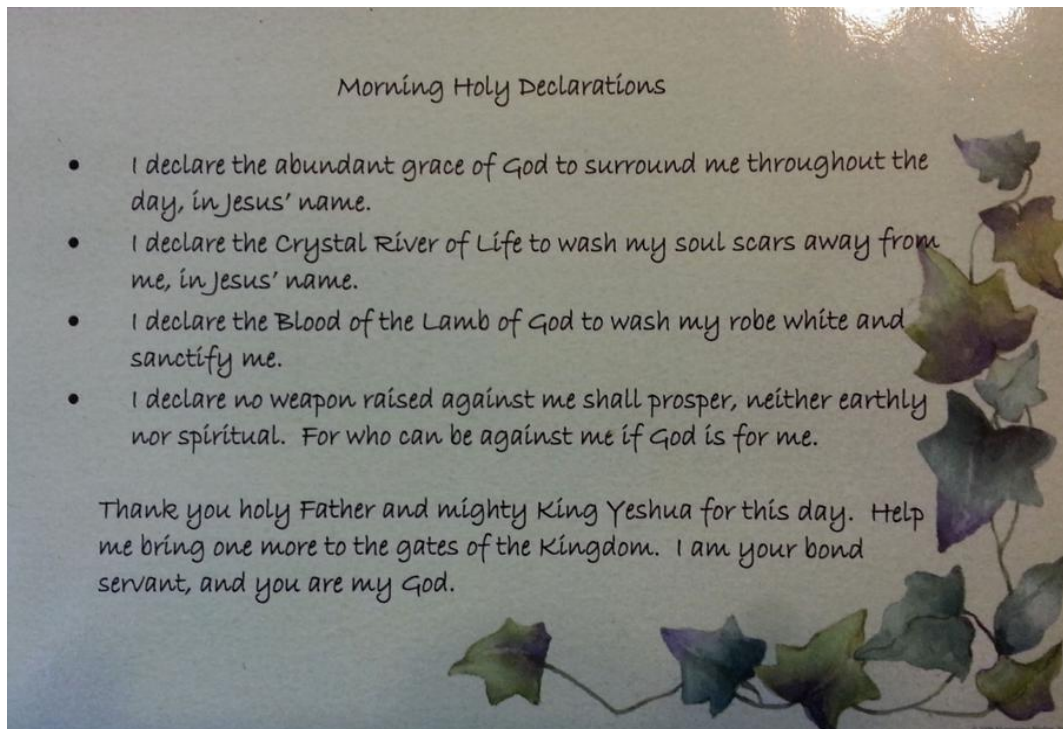 Morning Holy Declarations
• I declare the abundant grace of God to surround me throughout the
day, in Jesus' name.
• I declare the Crystal River of Life to wash my soul scars away from
me, in Jesus' name.
• I declare the Blood of the Lamb of God to wash my robe white and
sanctify me.
• I declare no weapon raised against me shall prosper, neither earthly
nor spiritual.  For who can be against me if God is for me.
Thank you holy Father and mighty King Yeshua for this day.  Help
me bring one more to the gates of the Kingdom.  I am your bond
servant, and you are my God.